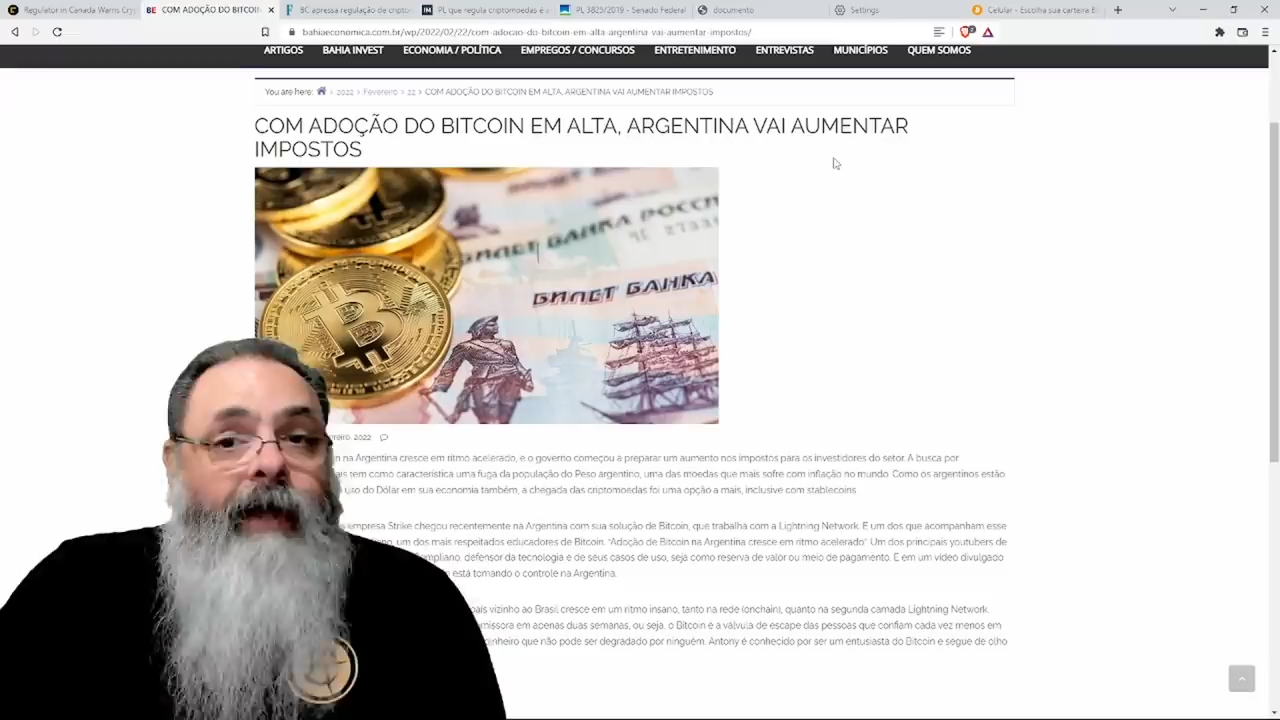 Regulator in Canada Warns Cry
COM ADOÇÃO DO BITCOIN
BC apressa regulação de cripto
PL que regula criptomoedas é a
PL 3825/2019 - Senado Federal
documento
Settings
Celular - Escolha sua carteira Bi
bahiaeconomica.com.br/wp/2022/02/22/com-adocao-do-bitcoin-em-alta-argentina-vai-aumentar-impostos/
ARTIGOS BAHIA INVEST ECONOMIA / POLÍTICA EMPREGOS / CONCURSOS ENTRETENIMENTO ENTREVISTAS MUNICÍPIOS QUEM SOMOS
You are here: > 2022 > Fevereiro > 22 > COM ADOÇÃO DO BITCOIN EM ALTA, ARGENTINA VAI AUMENTAR IMPOSTOS
COM ADOÇÃO DO BITCOIN EM ALTA, ARGENTINA VAI AUMENTAR
IMPOSTOS
БИЛЕТ БАНКА РОСС
БИЛЕТ БАНКА
reiro, 2022
n na Argentina cresce em ritmo acelerado, e o governo começou a preparar um aumento nos impostos para os investidores do setor. A busca por
ais tem como característica uma fuga da população do Peso argentino, uma das moedas que mais sofre com inflação no mundo. Como os argentinos estão
uso do Dólar em sua economia também, a chegada das criptomoedas foi uma opção a mais, inclusive com stablecoins.
empresa Strike chegou recentemente na Argentina com sua solução de Bitcoin, que trabalha com a Lightning Network. E um dos que acompanham esse
um dos mais respeitados educadores de Bitcoin. "Adoção de Bitcoin na Argentina cresce em ritmo acelerado" Um dos principais youtubers de
ompliano, defensor da tecnologia e de seus casos de uso, seja como reserva de valor ou meio de pagamento. E em um vídeo divulgado
está tomando o controle na Argentina.
país vizinho ao Brasil cresce em um ritmo insano, tanto na rede (onchain), quanto na segunda camada Lightning Network.
missora em apenas duas semanas, ou seja, o Bitcoin é a válvula de escape das pessoas que confiam cada vez menos em
dinheiro que não pode ser degradado por ninguém. Antony é conhecido por ser um entusiasta do Bitcoin e segue de olho